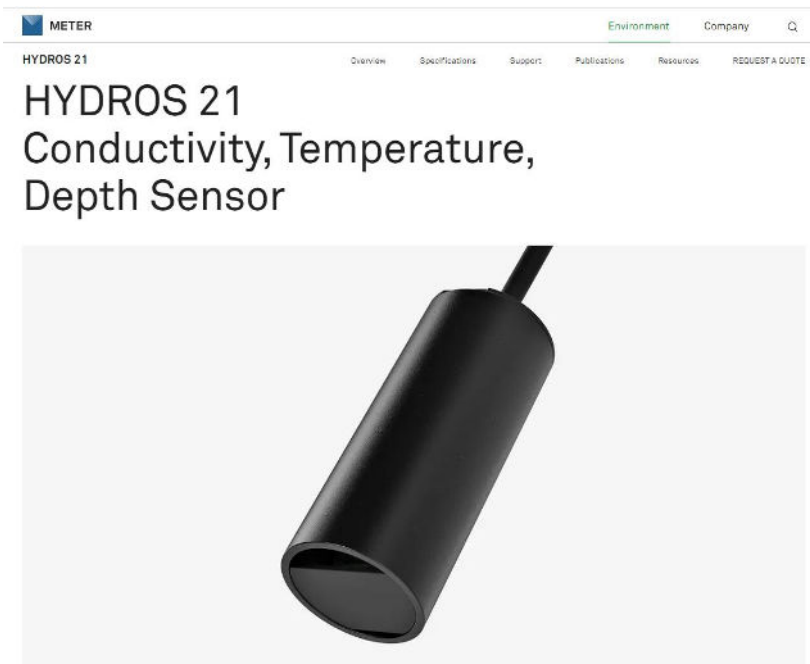 METER
Environment
Company
HYDROS 21
Overview
Specifications
Support
Publications
Resources
REQUEST A QUOTE
HYDROS 21
Conductivity, Temperature,
Depth Sensor